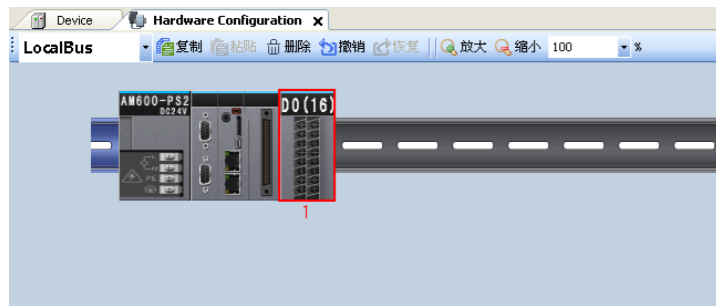 Device Hardware Configuration
LocalBus 复制 粘贴 删除 撤销 恢复 放大 缩小 100 %
AM600-PS2
DC24V
DO(16)
L
N
PE
1